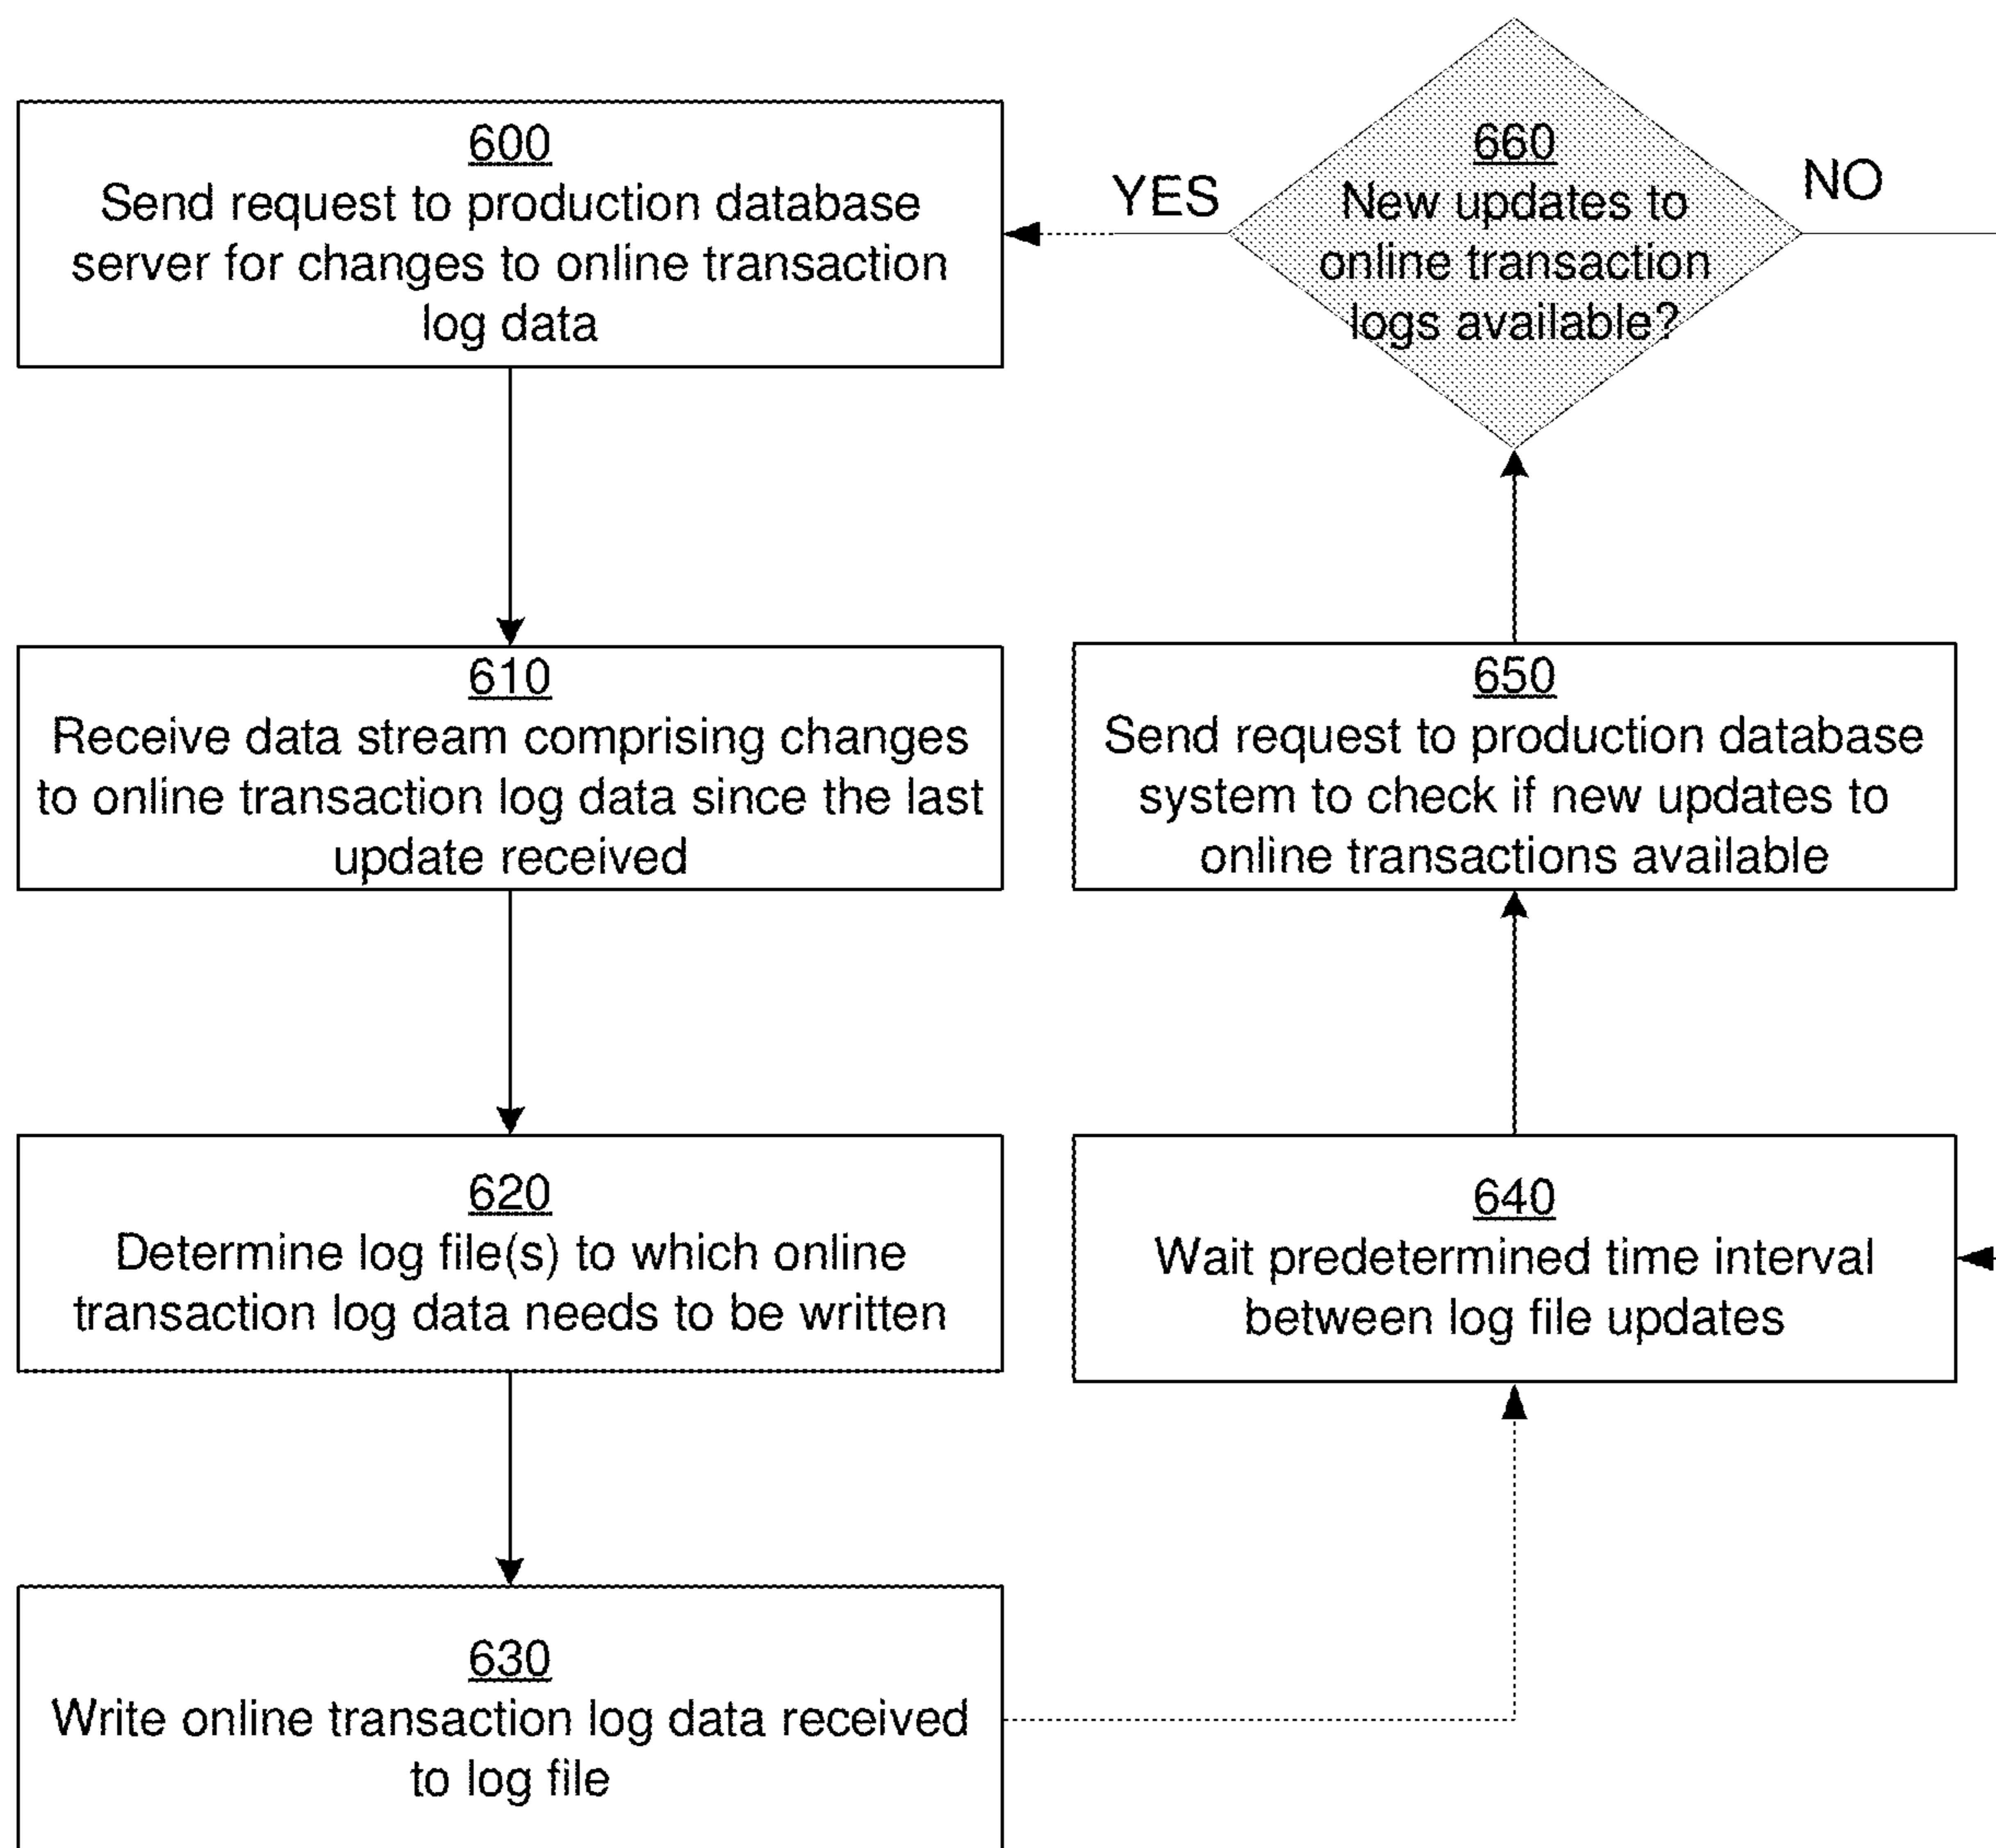 600
Send request to production database
server for changes to online transaction
log data
610
Receive data stream comprising changes
to online transaction log data since the last
update received
620
Determine log file(s) to which online
transaction log data needs to be written
630
Write online transaction log data received
to log file
640
Wait predetermined time interval
between log file updates
650
Send request to production database
system to check if new updates to
online transactions available
660
New updates to
online transaction
logs available?
YES
NO